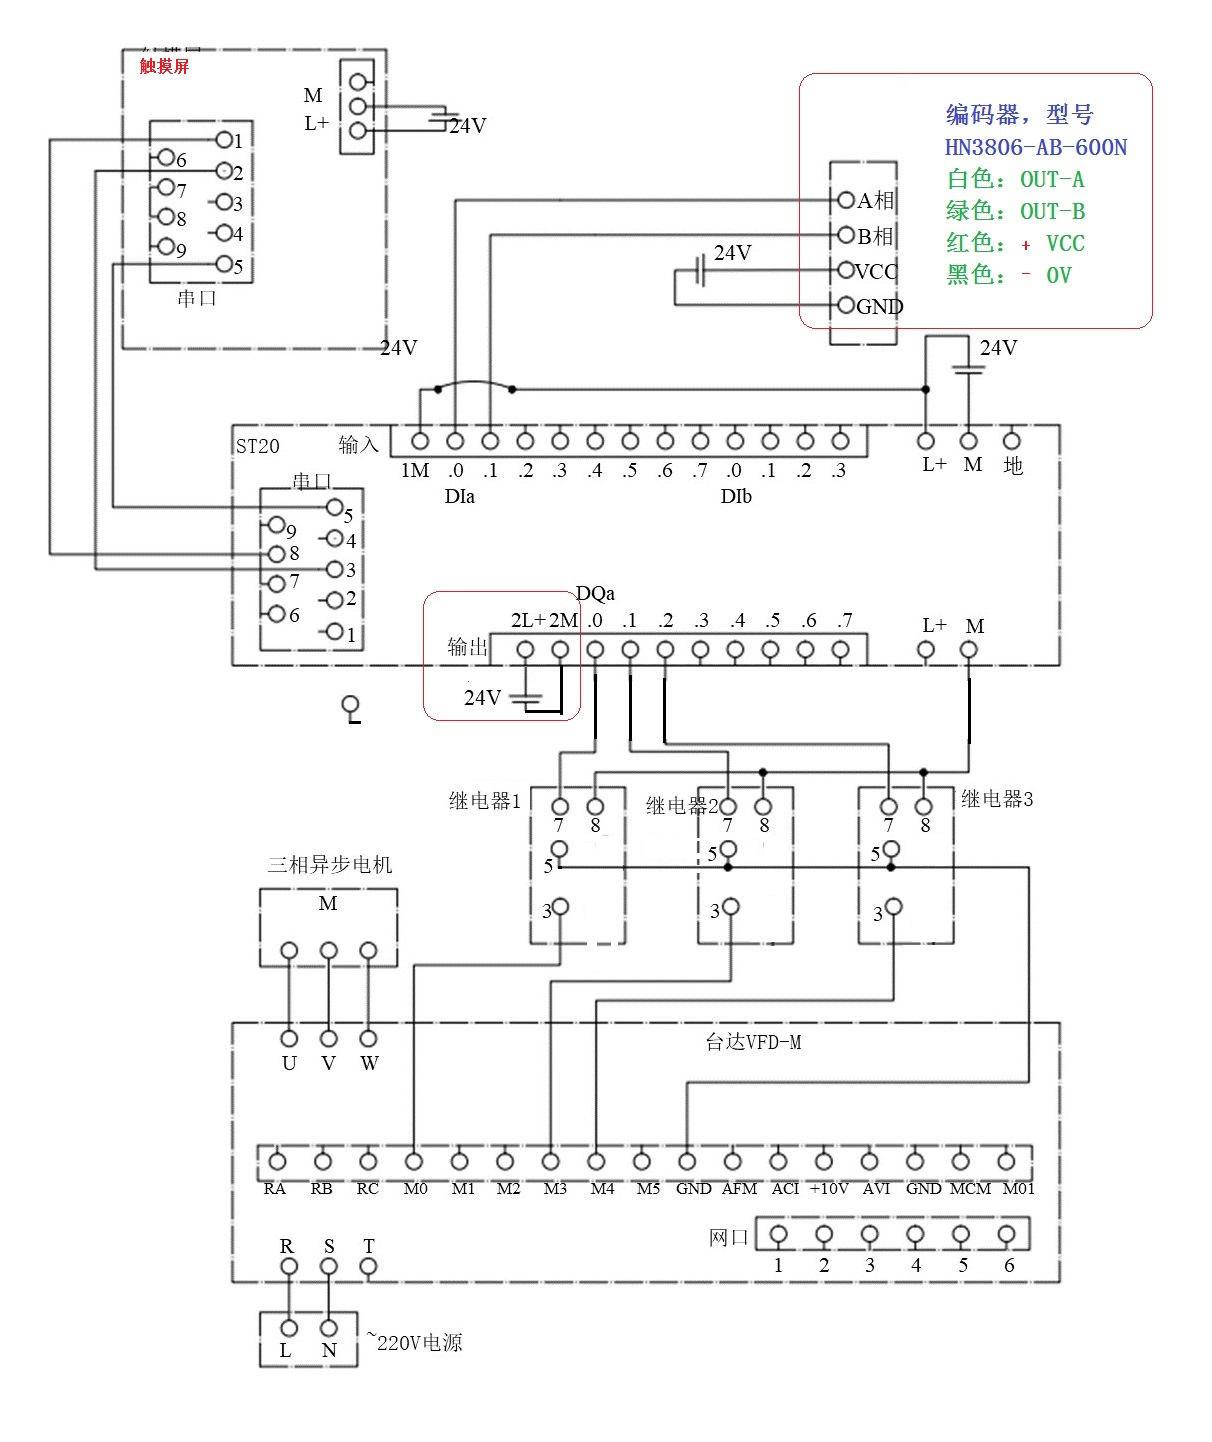 触摸屏
M
L+
24V
1
6
2
7
3
8
4
9
5
串口
24V
编码器，型号
HN3806-AB-600N
白色：OUT-A
绿色：OUT-B
红色：+ VCC
黑色：- 0V
A相
B相
VCC
GND
24V
24V
ST20
输入
1M .0 .1 .2 .3 .4 .5 .6 .7 .0 .1 .2 .3
DIa
DIb
L+ M 地
串口
5
9
4
8
3
7
2
6
1
DQa
2L+ 2M .0 .1 .2 .3 .4 .5 .6 .7
L+ M
输出
24V
继电器1
7 8
5
3
继电器2
7 8
5
3
继电器3
7 8
5
3
三相异步电机
M
U V W
台达VFD-M
RA RB RC M0 M1 M2 M3 M4 M5 GND AFM ACI +10V AVI GND MCM M01
网口
1 2 3 4 5 6
R S T
L N
~220V电源